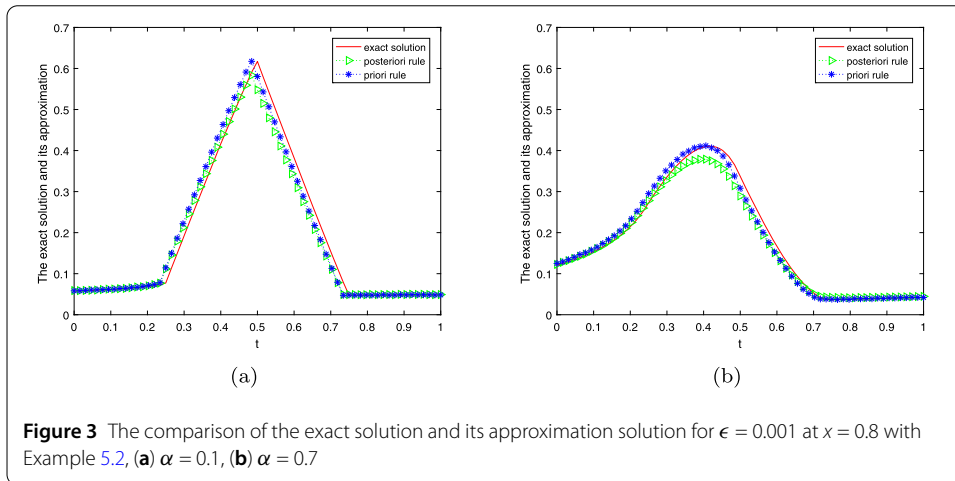 0.7
0.6
0.5
0.4
0.3
0.2
0.1
0
The exact solution and its approximation
exact solution
posteriori rule
priori rule
0 0.1 0.2 0.3 0.4 0.5 0.6 0.7 0.8 0.9 1
t
(a)
0.7
0.6
0.5
0.4
0.3
0.2
0.1
0
The exact solution and its approximation
exact solution
posteriori rule
priori rule
0 0.1 0.2 0.3 0.4 0.5 0.6 0.7 0.8 0.9 1
t
(b)
Figure 3 The comparison of the exact solution and its approximation solution for ϵ = 0.001 at x = 0.8 with
Example 5.2, (a) α = 0.1, (b) α = 0.7